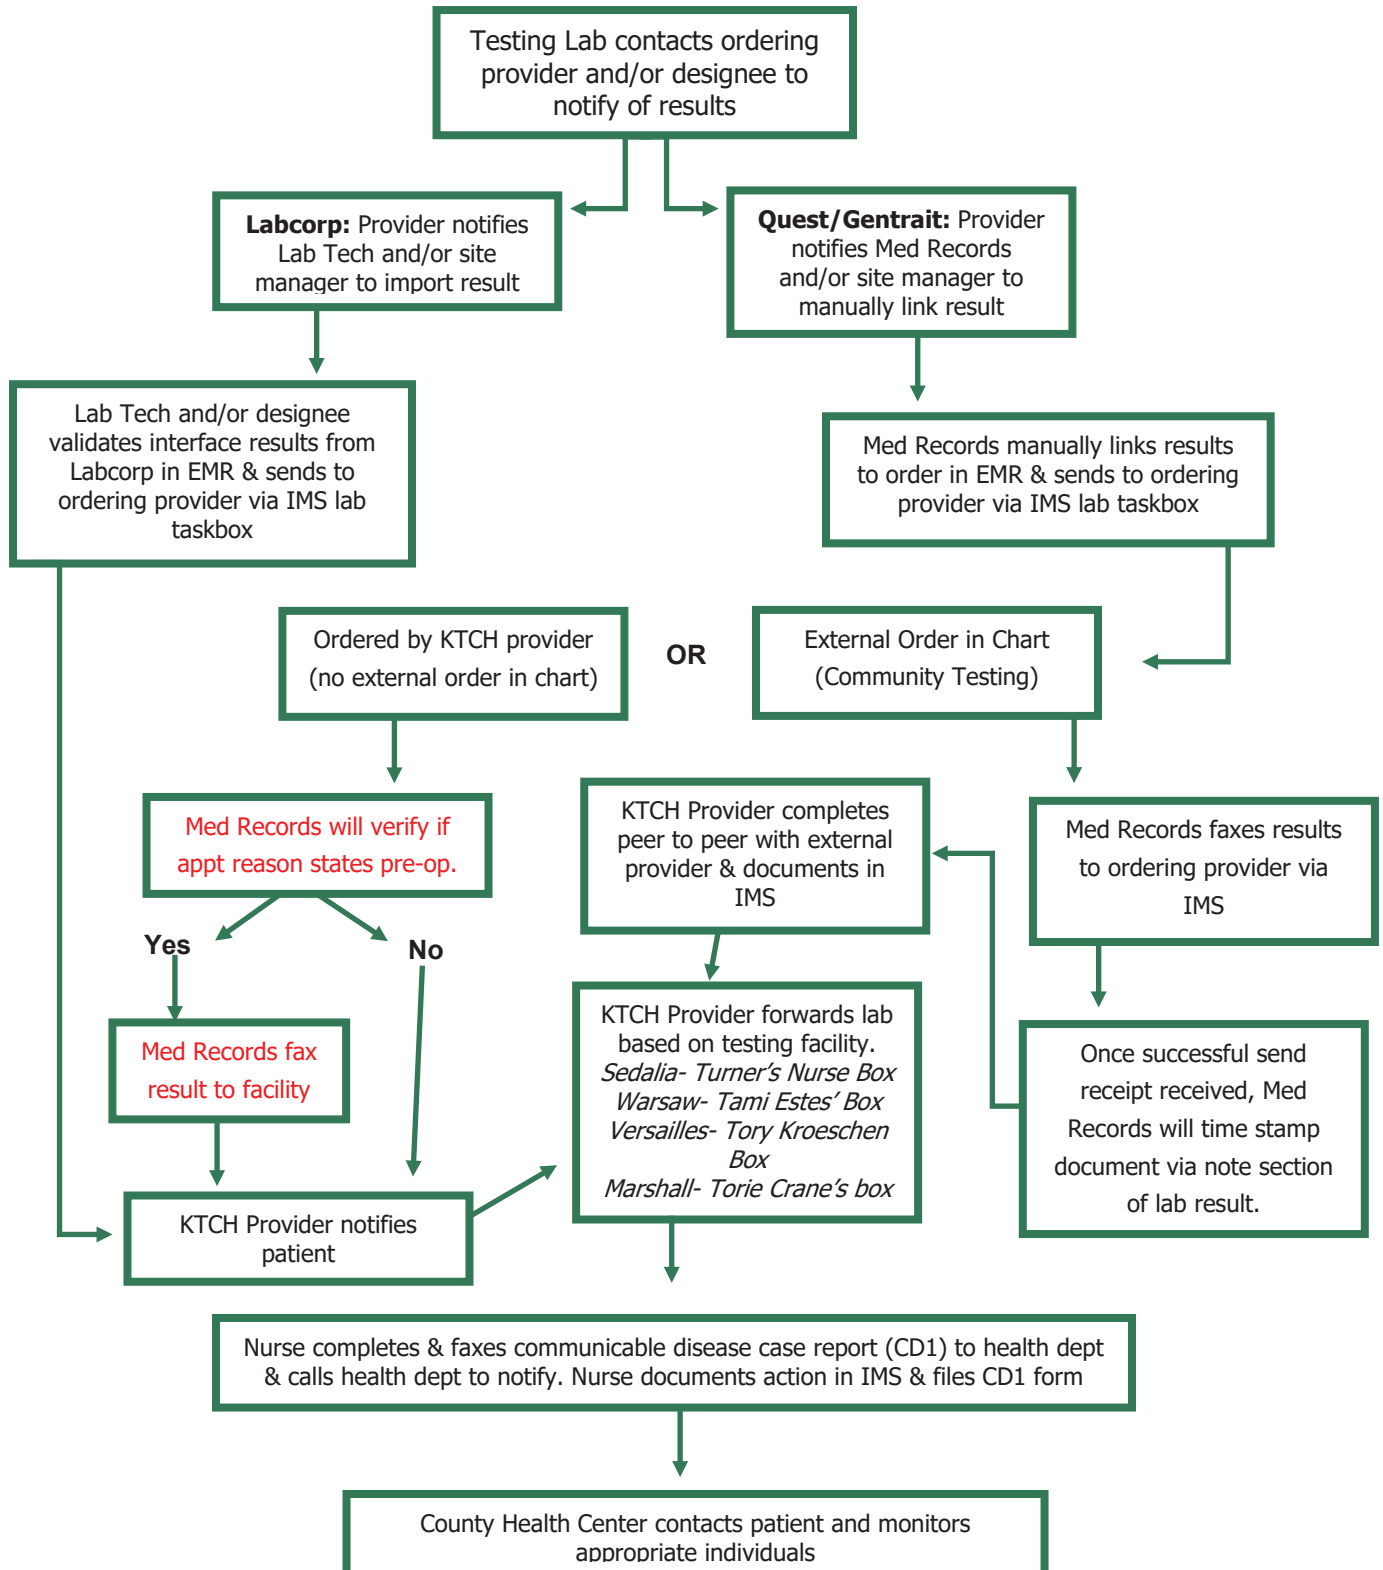 Testing Lab contacts ordering
provider and/or designee to
notify of results
Labcorp: Provider notifies
Lab Tech and/or site
manager to import result
Quest/Gentrait: Provider
notifies Med Records
and/or site manager to
manually link result
Lab Tech and/or designee
validates interface results from
Labcorp in EMR & sends to
ordering provider via IMS lab
taskbox
Med Records manually links results
to order in EMR & sends to ordering
provider via IMS lab taskbox
Ordered by KTCH provider
(no external order in chart)
OR
External Order in Chart
(Community Testing)
Med Records will verify if
appt reason states pre-op.
KTCH Provider completes
peer to peer with external
provider & documents in
IMS
Med Records faxes results
to ordering provider via
IMS
Yes
No
Med Records fax
result to facility
KTCH Provider forwards lab
based on testing facility.
Sedalia- Turner’s Nurse Box
Warsaw- Tami Estes’ Box
Versailles- Tory Kroeschen
Box
Marshall- Torie Crane’s box
Once successful send
receipt received, Med
Records will time stamp
document via note section
of lab result.
KTCH Provider notifies
patient
Nurse completes & faxes communicable disease case report (CD1) to health dept
& calls health dept to notify. Nurse documents action in IMS & files CD1 form
County Health Center contacts patient and monitors
appropriate individuals